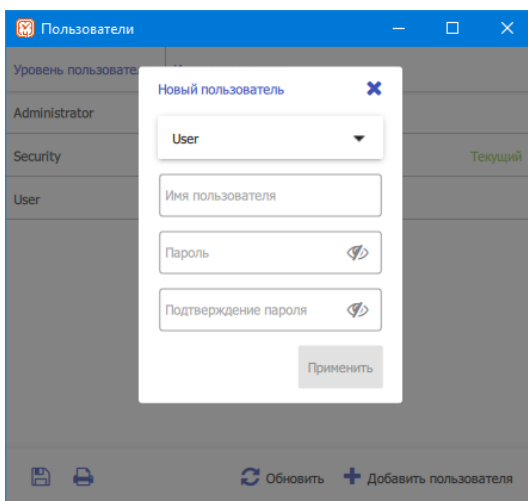 Пользователи
Уровень пользовате
Новый пользователь
Administrator
User
Security
Текущий
Имя пользователя
User
Пароль
Подтверждение пароля
Применить
Обновить
Добавить пользователя